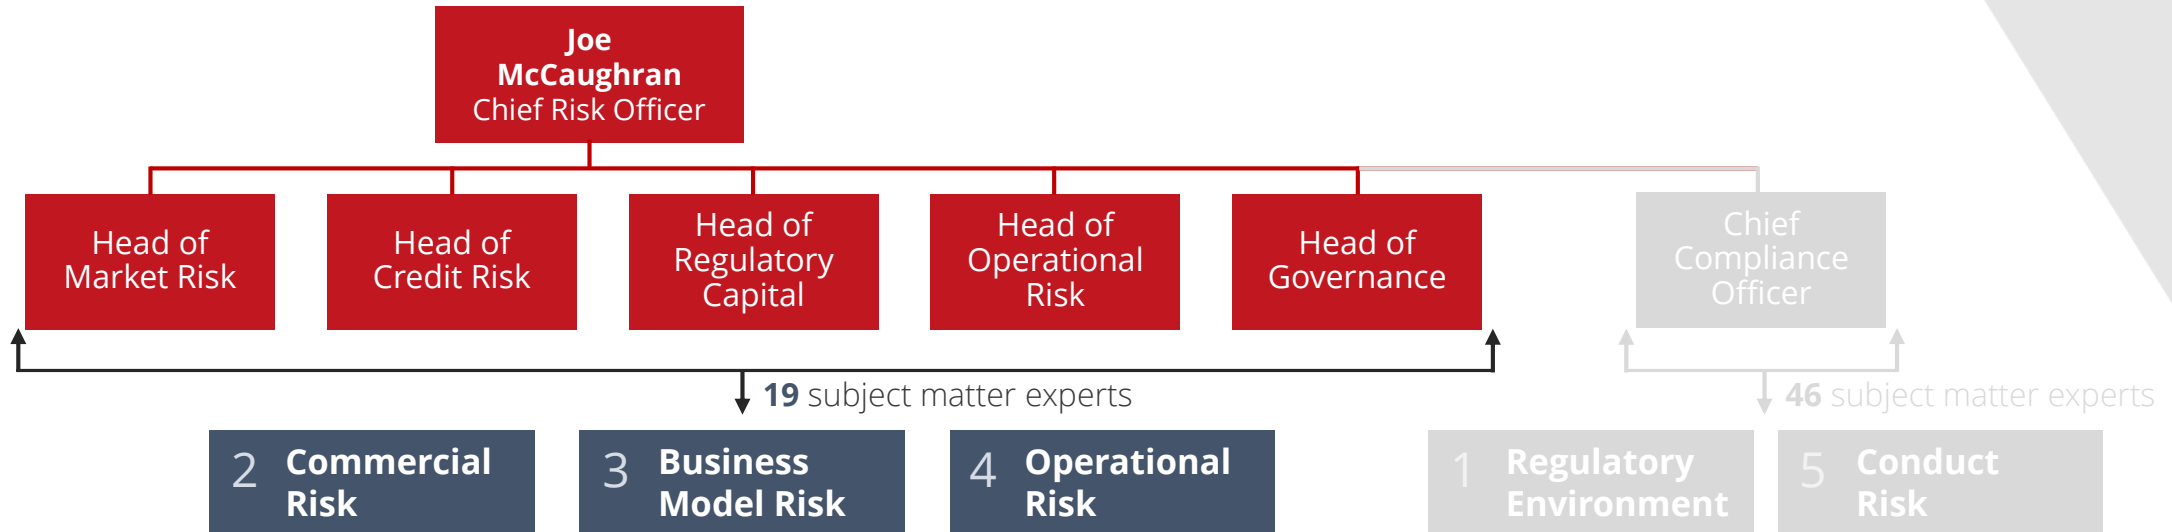 Joe
McCaughran
Chief Risk Officer
Head of
Market Risk
Head of
Credit Risk
Head of
Regulatory
Capital
Head of
Operational
Risk
Head of
Governance
Chief
Compliance
Officer
19 subject matter experts
46 subject matter experts
2 Commercial
Risk
3 Business
Model Risk
4 Operational
Risk
1 Regulatory
Environment
5 Conduct
Risk